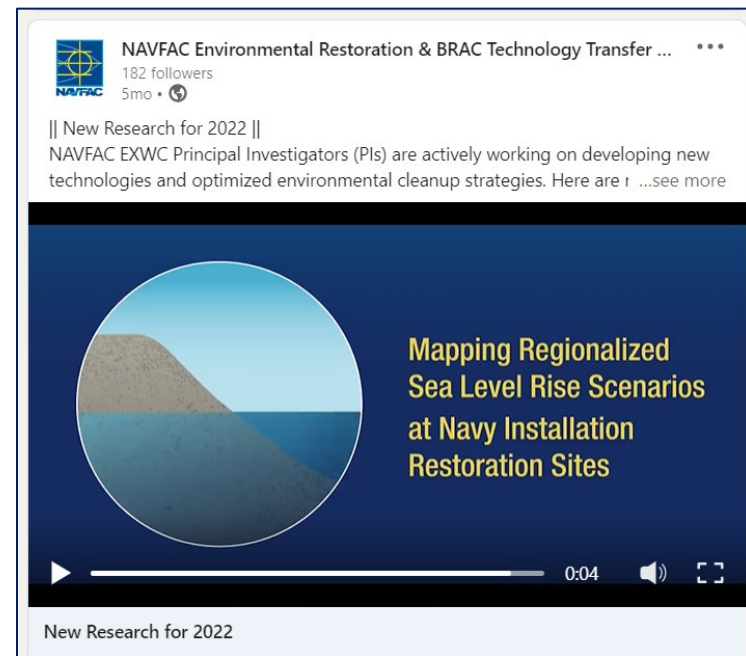 NAVFAC Environmental Restoration & BRAC Technology Transfer ...
NAVFAC
182 followers
5mo •
|| New Research for 2022 ||
NAVFAC EXWC Principal Investigators (PIs) are actively working on developing new
technologies and optimized environmental cleanup strategies. Here are r ...see more
Mapping Regionalized
Sea Level Rise Scenarios
at Navy Installation
Restoration Sites
0:04
New Research for 2022